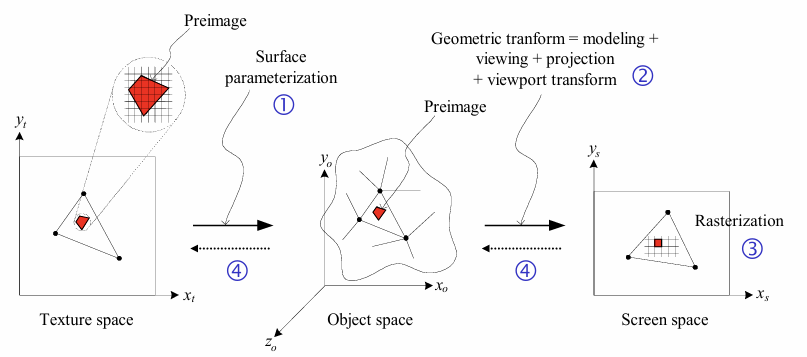 Preimage
Surface
parameterization
①
Geometric tranform = modeling +
viewing + projection
+ viewport transform ②
Preimage
y_t
y_o
y_s
Rasterization
③
④
④
x_t
x_o
x_s
z_o
Texture space
Object space
Screen space